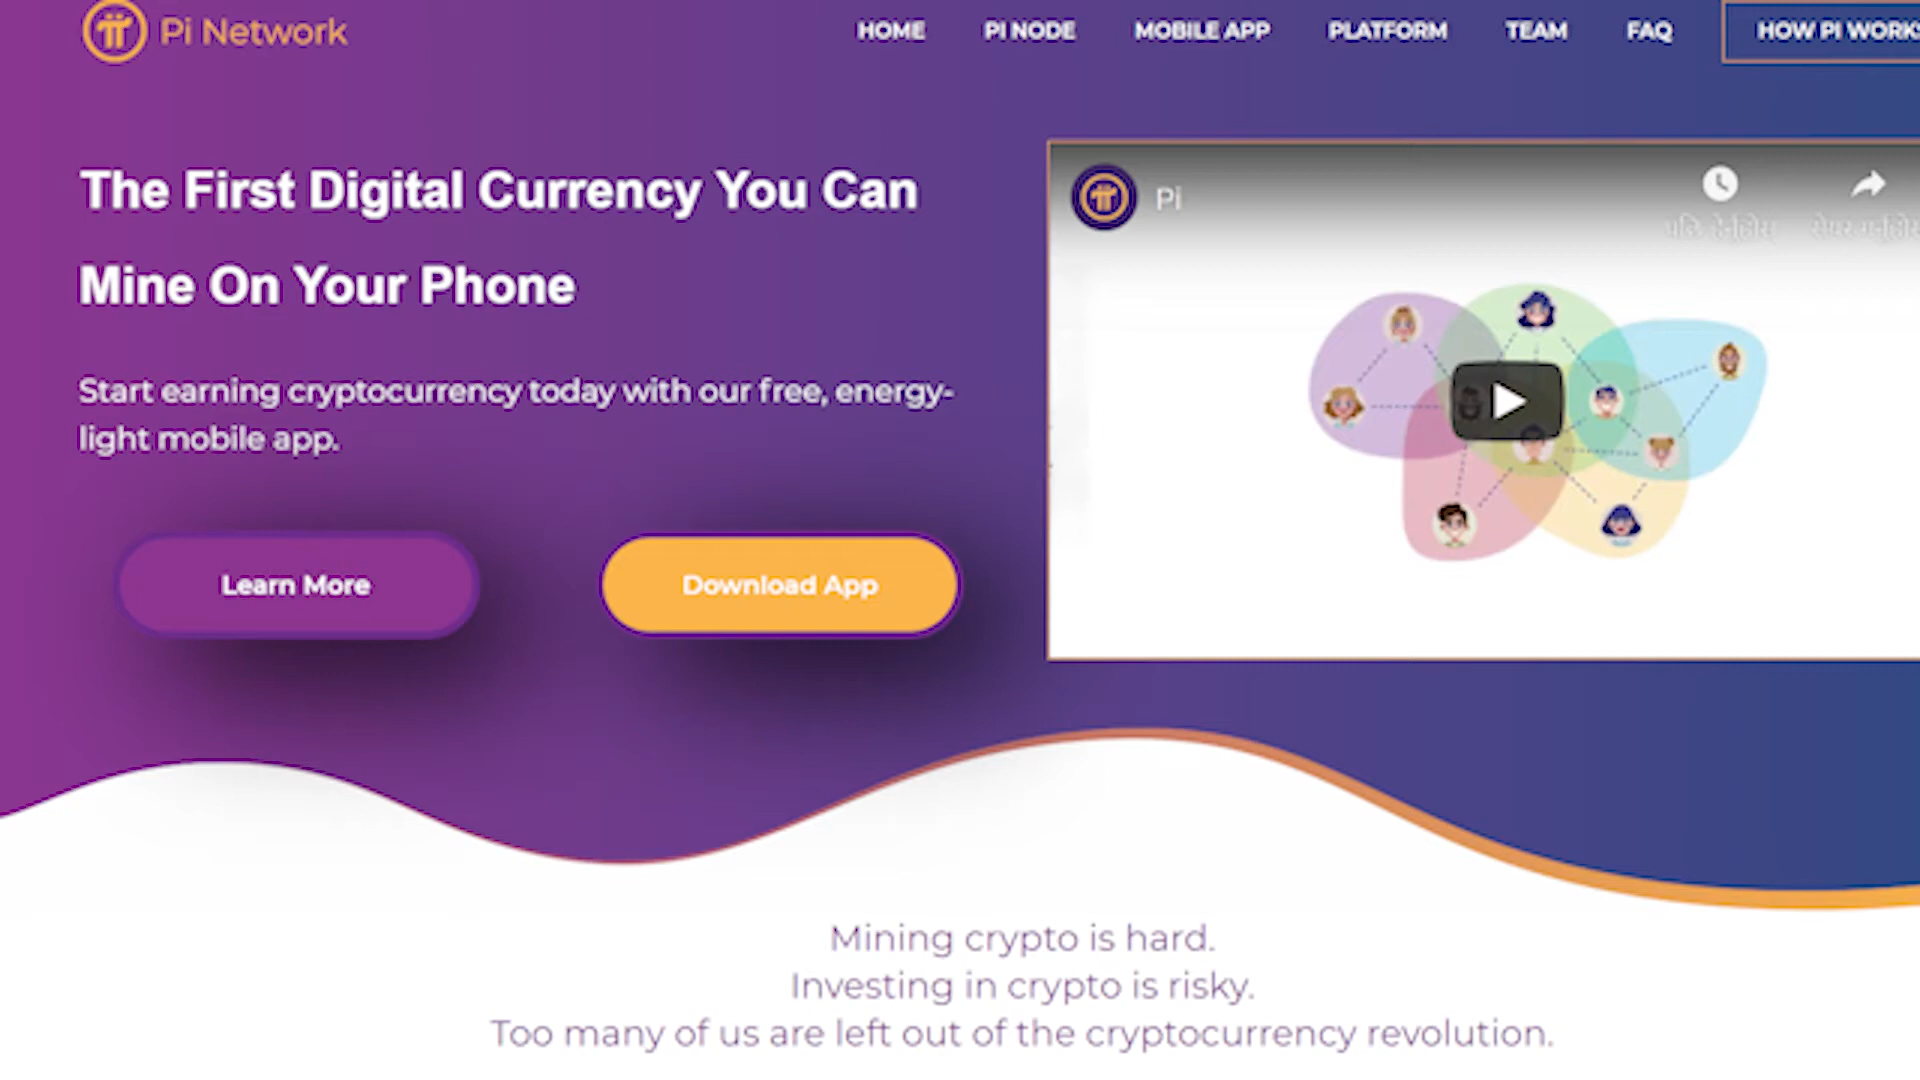 Pi Network
HOME PI NODE MOBILE APP PLATFORM TEAM FAQ HOW PI WORKS
The First Digital Currency You Can
Mine On Your Phone
Pi
Start earning cryptocurrency today with our free, energy-
light mobile app.
Learn More
Download App
Mining crypto is hard.
Investing in crypto is risky.
Too many of us are left out of the cryptocurrency revolution.